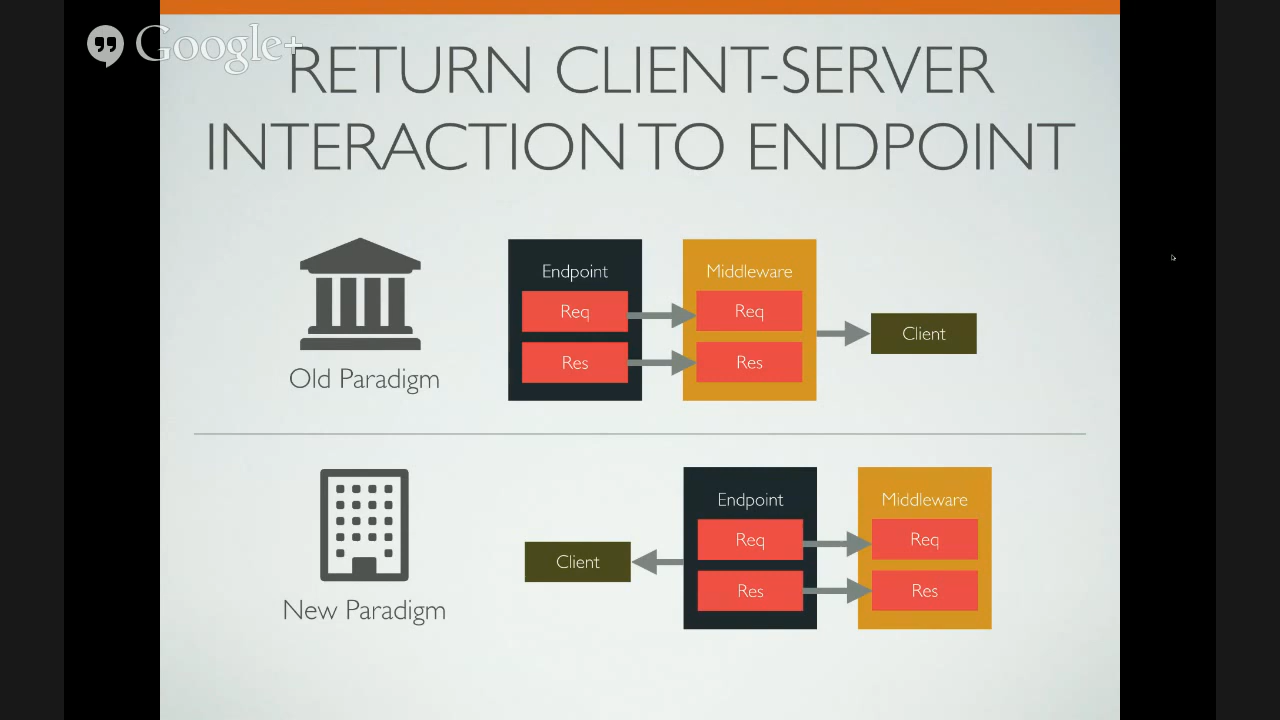 Google+
RETURN CLIENT-SERVER
INTERACTION TO ENDPOINT
Old Paradigm
Endpoint
Req
Res
Middleware
Req
Res
Client
New Paradigm
Client
Endpoint
Req
Res
Middleware
Req
Res